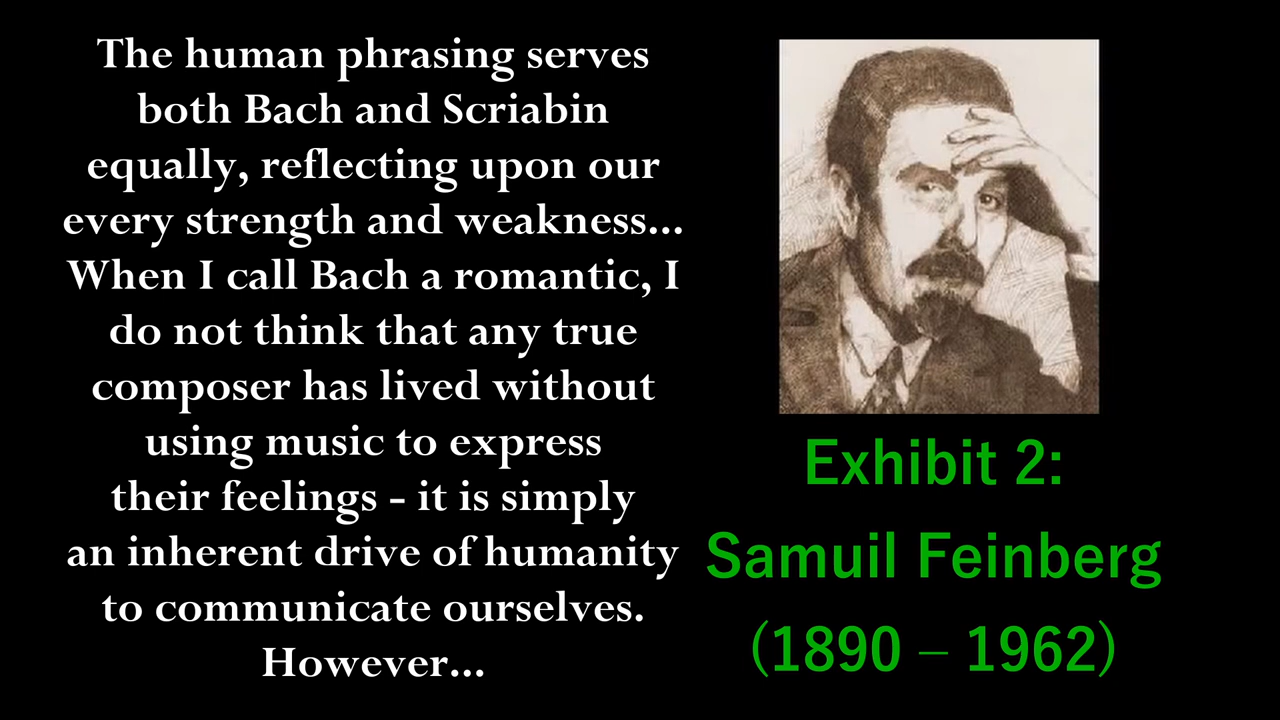 The human phrasing serves
both Bach and Scriabin
equally, reflecting upon our
every strength and weakness...
When I call Bach a romantic, I
do not think that any true
composer has lived without
using music to express
their feelings - it is simply
an inherent drive of humanity
to communicate ourselves.
However...
Exhibit 2:
Samuil Feinberg
(1890 – 1962)